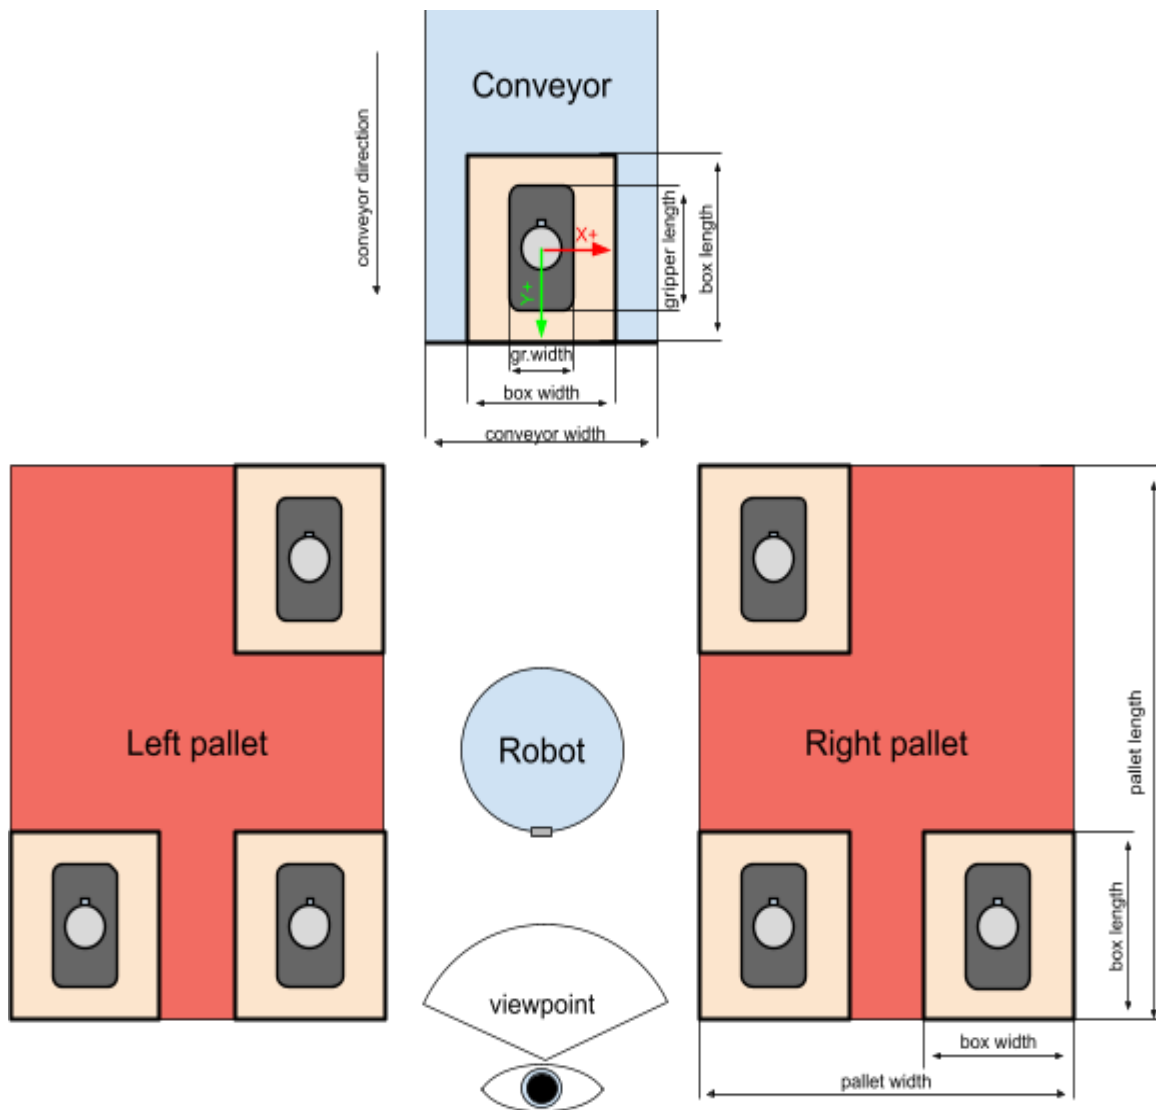 Conveyor
conveyor direction
X+
Y+
gripper length
box length
gr.width
box width
conveyor width
Left pallet
Robot
Right pallet
pallet length
box length
viewpoint
box width
pallet width